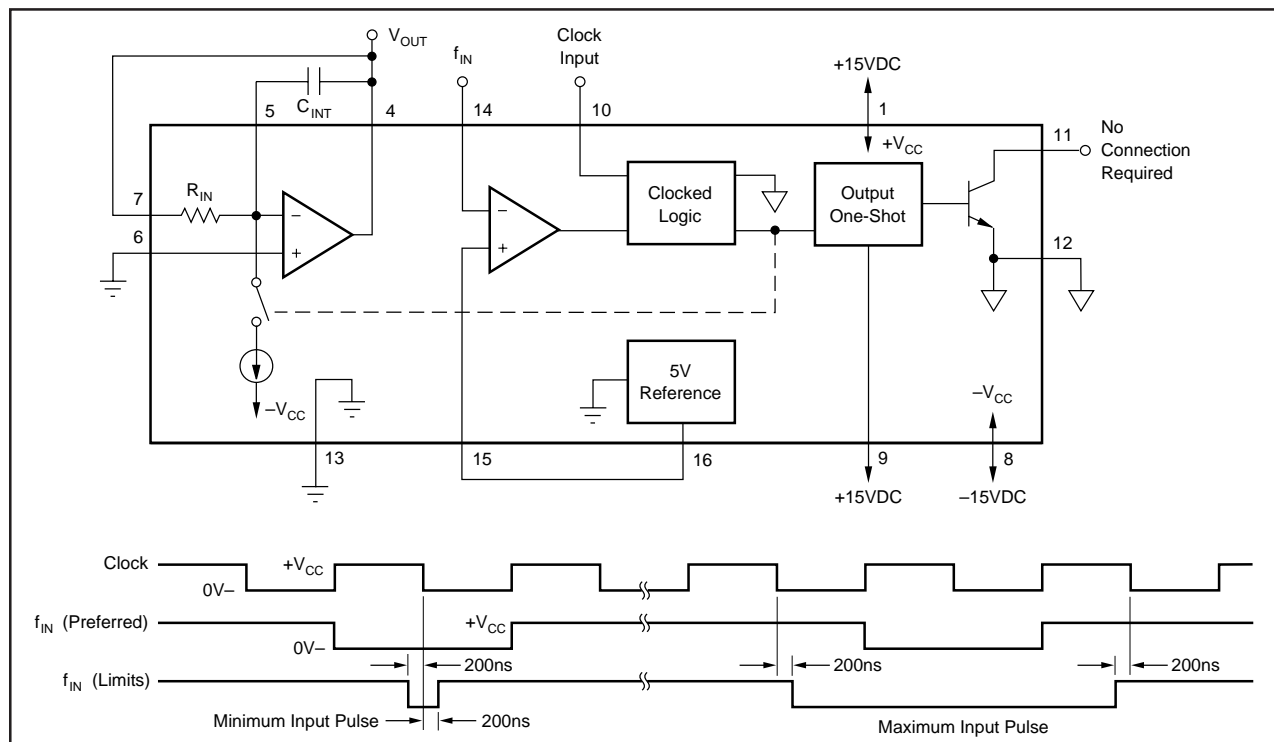 V_OUT
f_IN
Clock
Input
+15VDC
C_INT
5
4
14
10
1
+V_CC
11
No
Connection
Required
7
R_IN
–
+
6
–
+
Clocked
Logic
Output
One-Shot
12
–V_CC
5V
Reference
–V_CC
13
15
16
9
8
+15VDC
–15VDC
Clock
+V_CC
0V–
f_IN (Preferred)
+V_CC
0V–
200ns
200ns
200ns
f_IN (Limits)
Minimum Input Pulse
200ns
Maximum Input Pulse